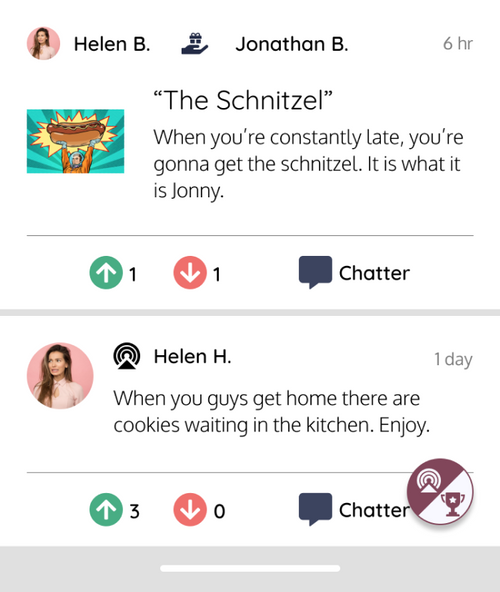 Helen B. Jonathan B. 6 hr
“The Schnitzel”
When you’re constantly late, you’re
gonna get the schnitzel. It is what it
is Jonny.
1 1 Chatter
Helen H. 1 day
When you guys get home there are
cookies waiting in the kitchen. Enjoy.
3 0 Chatter